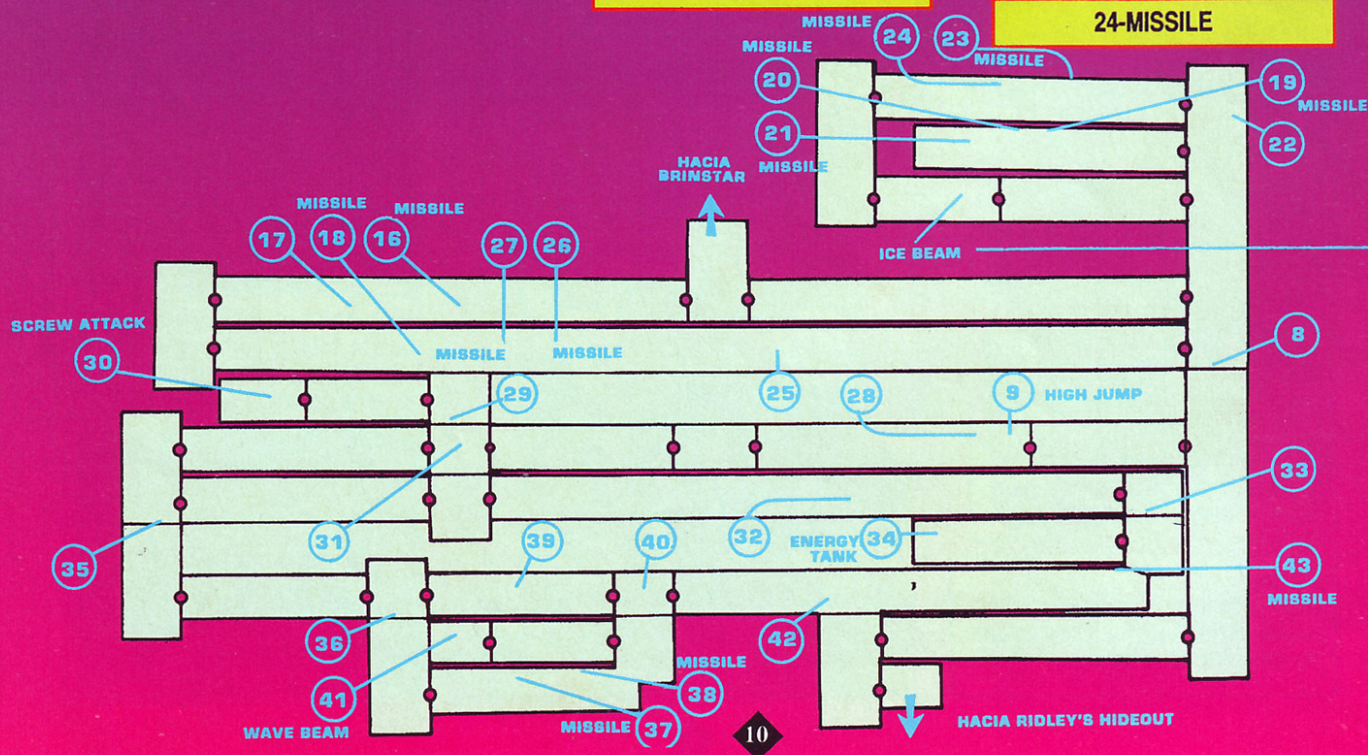 24-MISSILE
MISSILE 24 23
MISSILE
MISSILE
20
19
MISSILE
21
MISSILE
22
HACIA
BRINSTAR
ICE BEAM
MISSILE
MISSILE
17 18 16 27 26
SCREW ATTACK
30
MISSILE MISSILE
8
29 25 28 9 HIGH JUMP
33
31 39 40 32 ENERGY
TANK 34
35
43
MISSILE
36 42
41
MISSILE
38
WAVE BEAM
MISSILE 37
HACIA RIDLEY'S HIDEOUT
10